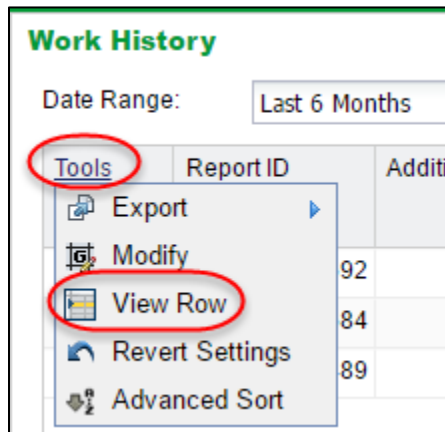 Work History
Date Range: Last 6 Months
Tools Report ID Additi
Export
Modify 92
View Row
84
Revert Settings
89
Advanced Sort